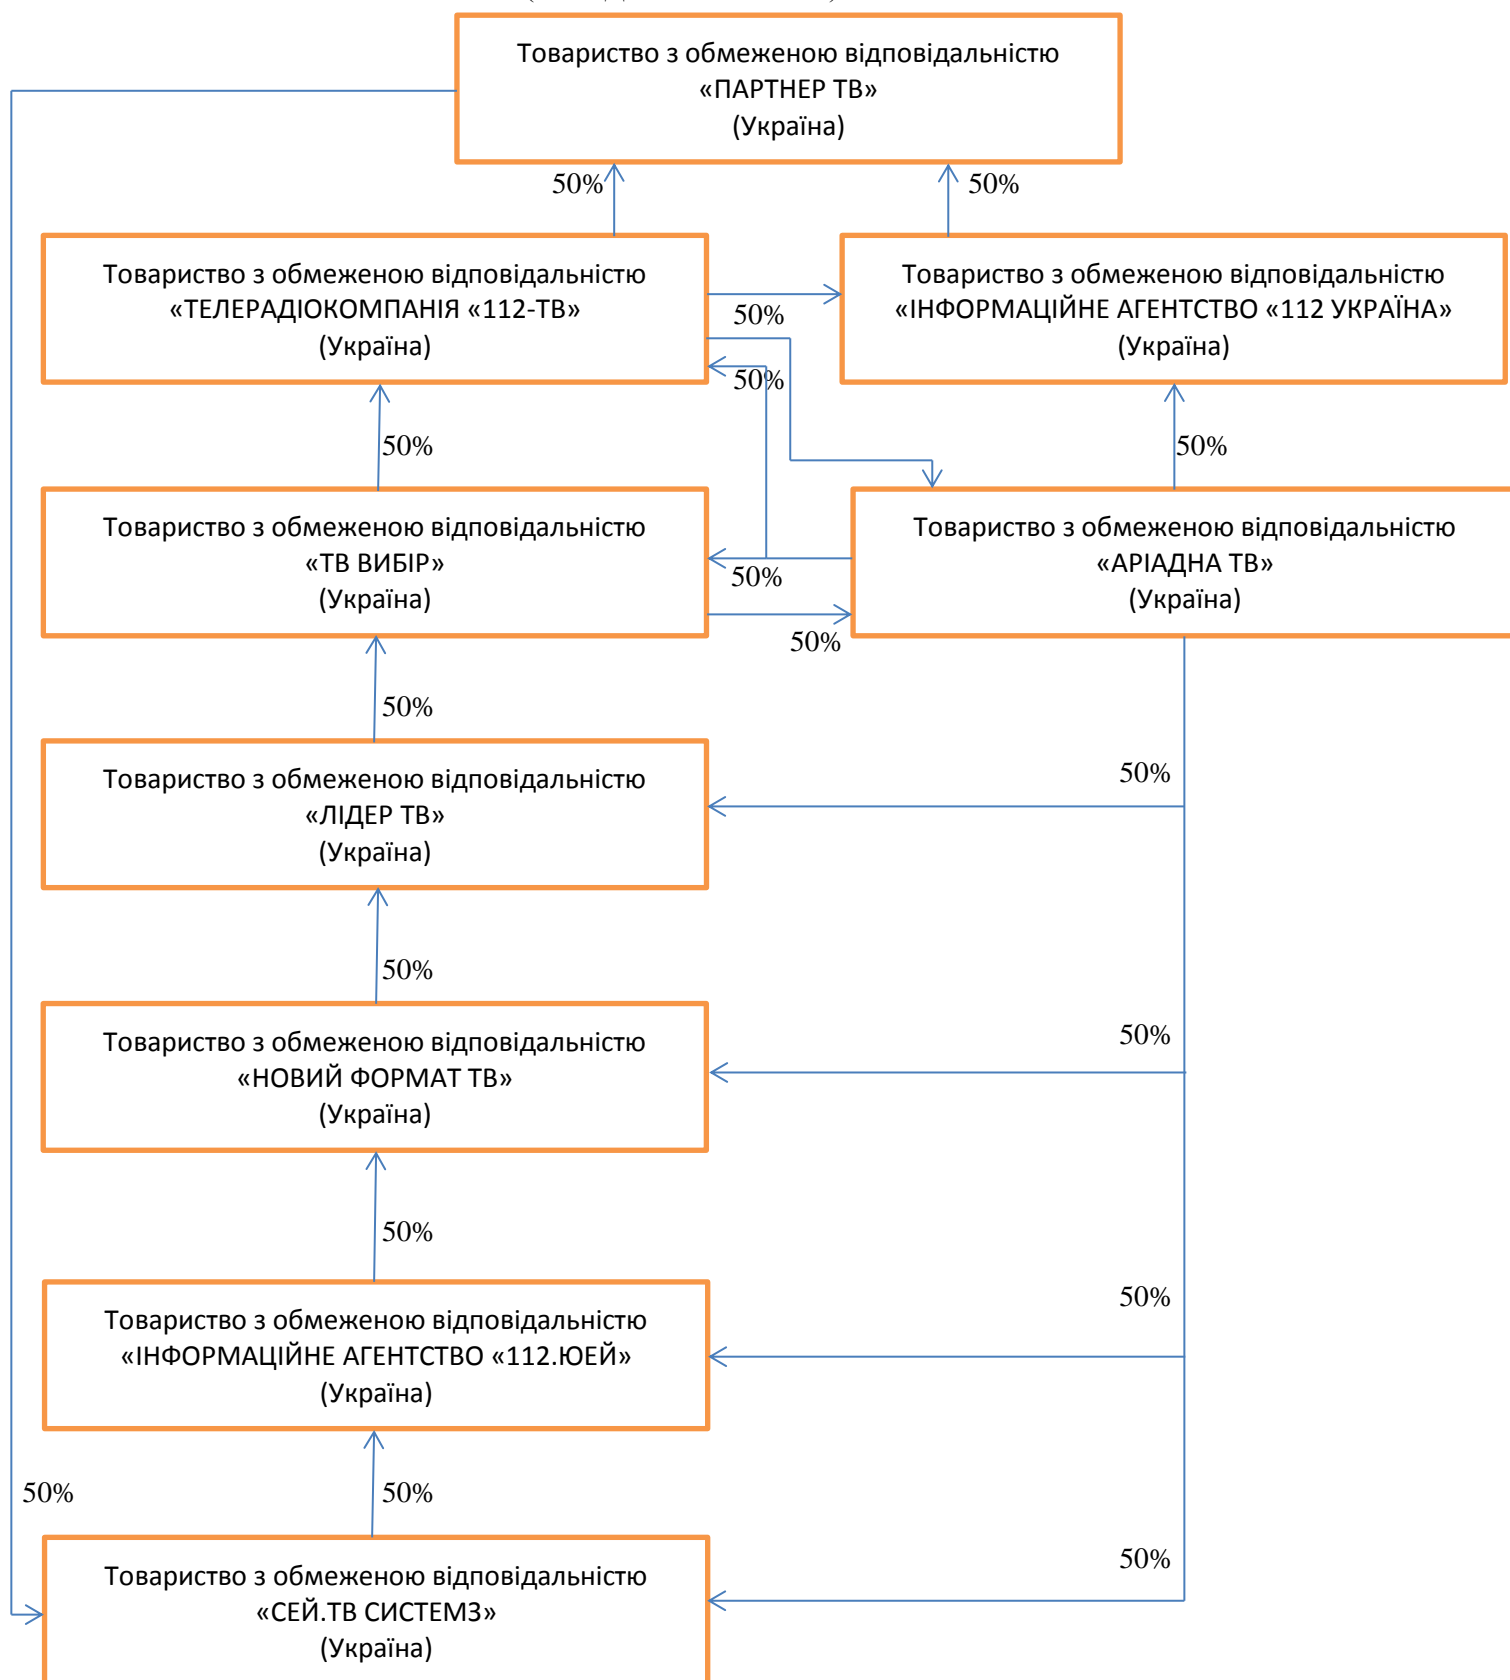 Товариство з обмеженою відповідальністю
«ПАРТНЕР ТВ»
(Україна)
50%
50%
Товариство з обмеженою відповідальністю
«ТЕЛЕРАДІОКОМПАНІЯ «112-ТВ»
(Україна)
Товариство з обмеженою відповідальністю
«ІНФОРМАЦІЙНЕ АГЕНТСТВО «112 УКРАЇНА»
(Україна)
50%
50%
50%
50%
Товариство з обмеженою відповідальністю
«ТВ ВИБІР»
(Україна)
Товариство з обмеженою відповідальністю
«АРІАДНА ТВ»
(Україна)
50%
50%
50%
Товариство з обмеженою відповідальністю
«ЛІДЕР ТВ»
(Україна)
50%
50%
Товариство з обмеженою відповідальністю
«НОВИЙ ФОРМАТ ТВ»
(Україна)
50%
50%
Товариство з обмеженою відповідальністю
«ІНФОРМАЦІЙНЕ АГЕНТСТВО «112.ЮЕЙ»
(Україна)
50%
50%
50%
Товариство з обмеженою відповідальністю
«СЕЙ.ТВ СИСТЕМЗ»
(Україна)
50%